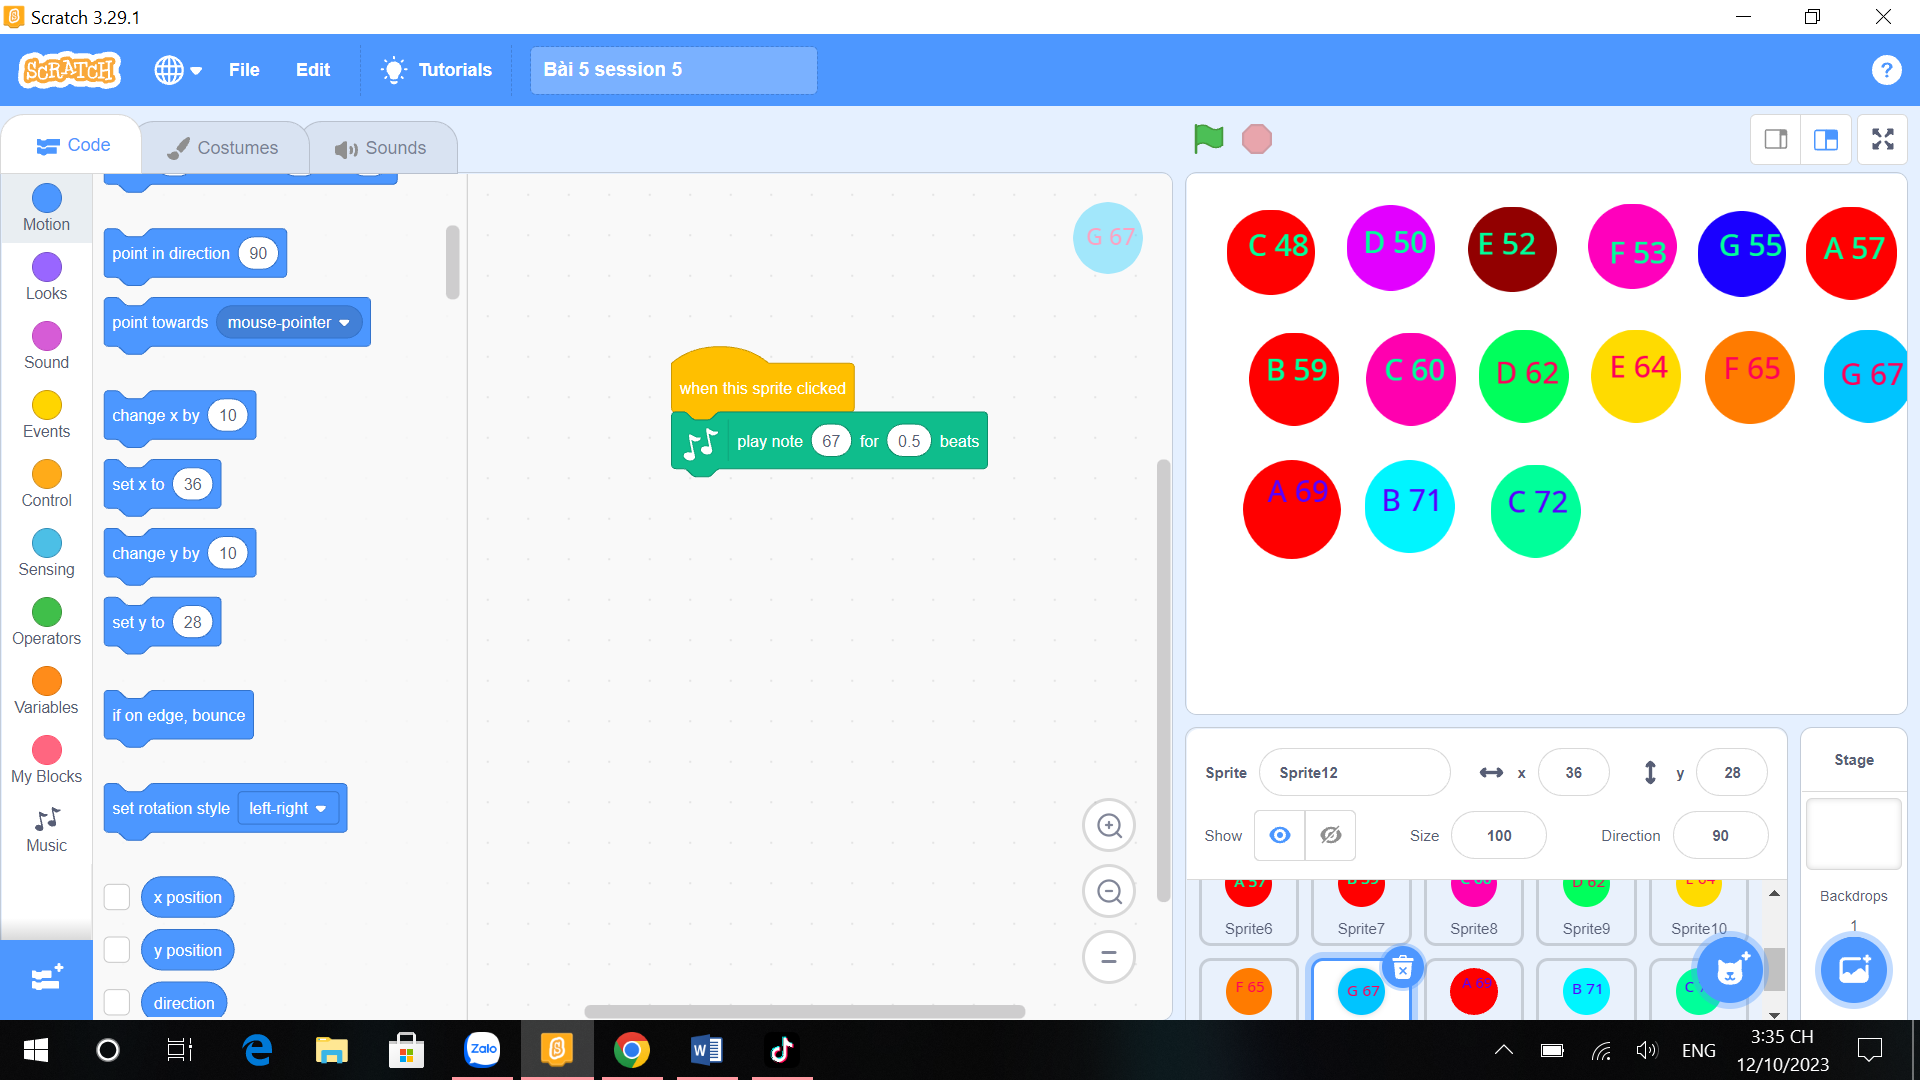 Scratch 3.29.1
SCRATCH
File
Edit
Tutorials
Bài 5 session 5
?
Code
Costumes
Sounds
Motion
Looks
Sound
Events
Control
Sensing
Operators
Variables
My Blocks
Music
point in direction 90
point towards mouse-pointer
change x by 10
set x to 36
change y by 10
set y to 28
if on edge, bounce
set rotation style left-right
x position
y position
direction
G 67
when this sprite clicked
play note 67 for 0.5 beats
C 48
D 50
E 52
F 53
G 55
A 57
B 59
C 60
D 62
E 64
F 65
G 67
A 69
B 71
C 72
Sprite Sprite12 x 36 y 28
Show Size 100 Direction 90
A 57
D 62
Sprite6
Sprite7
Sprite8
Sprite9
Sprite10
F 65
G 67
A 69
B 71
C
Stage
Backdrops
1
Zalo
W
ENG
3:35 CH
12/10/2023